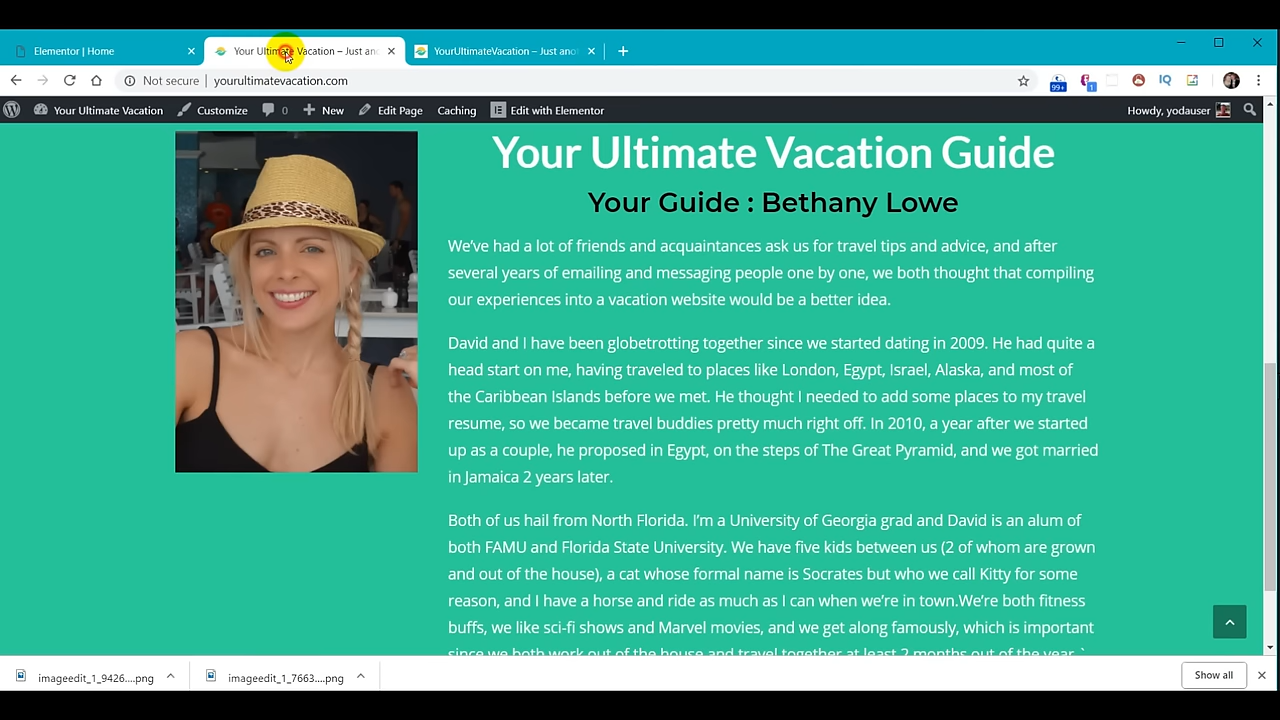 Elementor | Home
Your Ultimate Vacation – Just an
YourUltimateVacation – Just ano
Not secure | yourultimatevacation.com
99+
1
IQ
Your Ultimate Vacation
Customize
0
New
Edit Page
Caching
Edit with Elementor
Howdy, yodauser
Your Ultimate Vacation Guide
Your Guide : Bethany Lowe
We’ve had a lot of friends and acquaintances ask us for travel tips and advice, and after
several years of emailing and messaging people one by one, we both thought that compiling
our experiences into a vacation website would be a better idea.
David and I have been globetrotting together since we started dating in 2009. He had quite a
head start on me, having traveled to places like London, Egypt, Israel, Alaska, and most of
the Caribbean Islands before we met. He thought I needed to add some places to my travel
resume, so we became travel buddies pretty much right off. In 2010, a year after we started
up as a couple, he proposed in Egypt, on the steps of The Great Pyramid, and we got married
in Jamaica 2 years later.
Both of us hail from North Florida. I’m a University of Georgia grad and David is an alum of
both FAMU and Florida State University. We have five kids between us (2 of whom are grown
and out of the house), a cat whose formal name is Socrates but who we call Kitty for some
reason, and I have a horse and ride as much as I can when we’re in town.We’re both fitness
buffs, we like sci-fi shows and Marvel movies, and we get along famously, which is important
since we both work out of the house and travel together at least 2 months out of the year. `
imageedit_1_9426....png
imageedit_1_7663....png
Show all